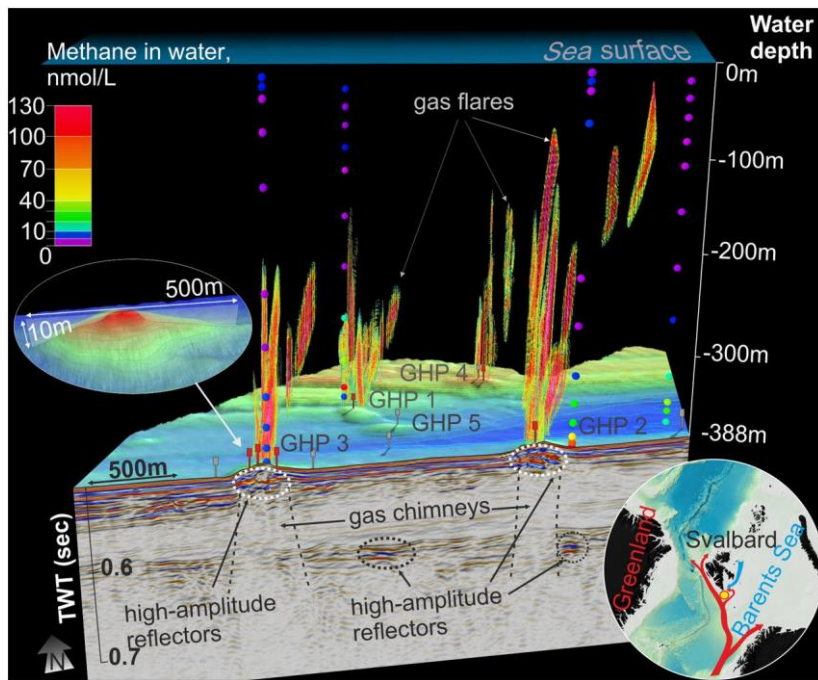 Methane in water,
nmol/L
130
100
70
40
10
0
Sea surface
Water
depth
0m
-100m
-200m
-300m
-388m
gas flares
500m
10m
GHP 4
GHP 1
GHP 5
GHP 3
GHP 2
500m
gas chimneys
TWT (sec)
0.6
0.7
high-amplitude
reflectors
high-amplitude
reflectors
N
Greenland
Svalbard
Barents Sea